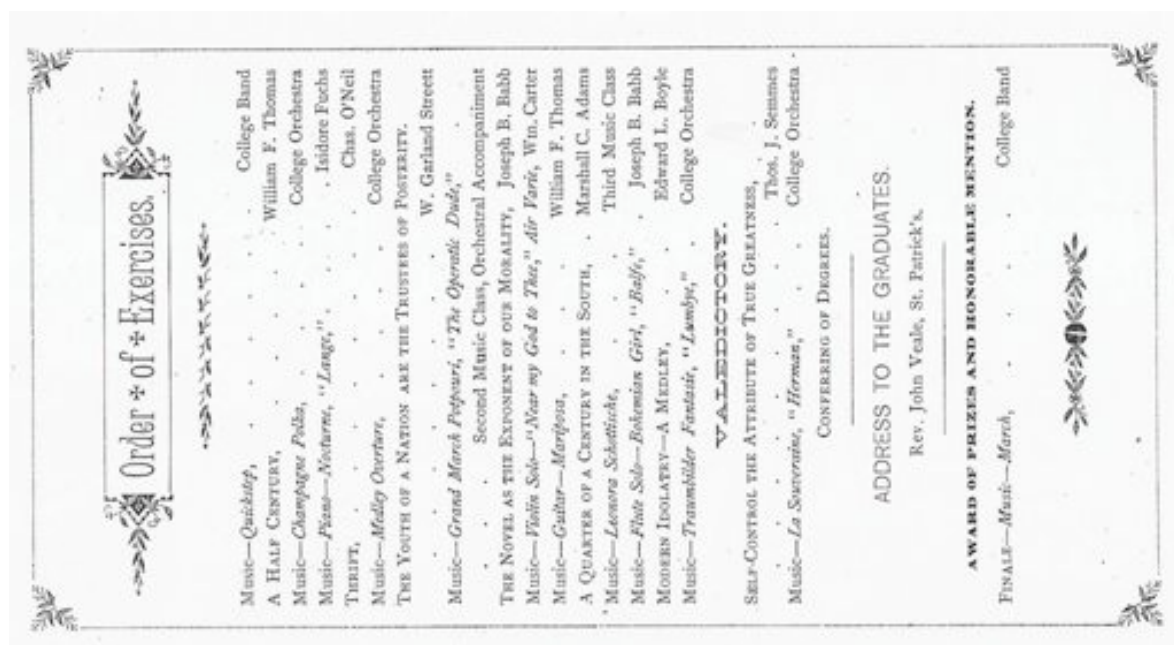 Order of Exercises.
Music—Quickstep, . . . . . . College Band
A Half Century, . . . . . William F. Thomas
Music—Champagne Polka, . . . . College Orchestra
Music—Piano—Nocturne, "Lange," . . . . Isidore Fuchs
Thrift, . . . . . . Chas. O'Neil
Music—Medley Overture, . . . . College Orchestra
The Youth of a Nation are the Trustees of Posterity.
. . . . . . W. Garland Streett
Music—Grand March Potpouri, "The Operatic Dude," .
. . Second Music Class, Orchestral Accompaniment
The Novel as the Exponent of our Morality, Joseph B. Babb
Music—Violin Solo—"Near my God to Thee," Air Varie, Wm. Carter
Music—Guitar—Mariposa, . . . . William F. Thomas
A Quarter of a Century in the South, . Marshall C. Adams
Music—Leonora Schottische, . . . Third Music Class
Music—Flute Solo—Bohemian Girl, "Balfe," . Joseph B. Babb
Modern Idolatry—A Medley, . . . Edward L. Boyle
Music—Traumbilder Fantasie, "Lumbye," College Orchestra
VALEDICTORY.
Self-Control the Attribute of True Greatness,
. . . . . . . Thos. J. Semmes
Music—La Souveraine, "Herman," . . College Orchestra
Conferring of Degrees.
ADDRESS TO THE GRADUATES.
Rev. John Veale, St. Patrick's.
AWARD OF PRIZES AND HONORABLE MENTION.
Finale—Music—March, . . . . College Band